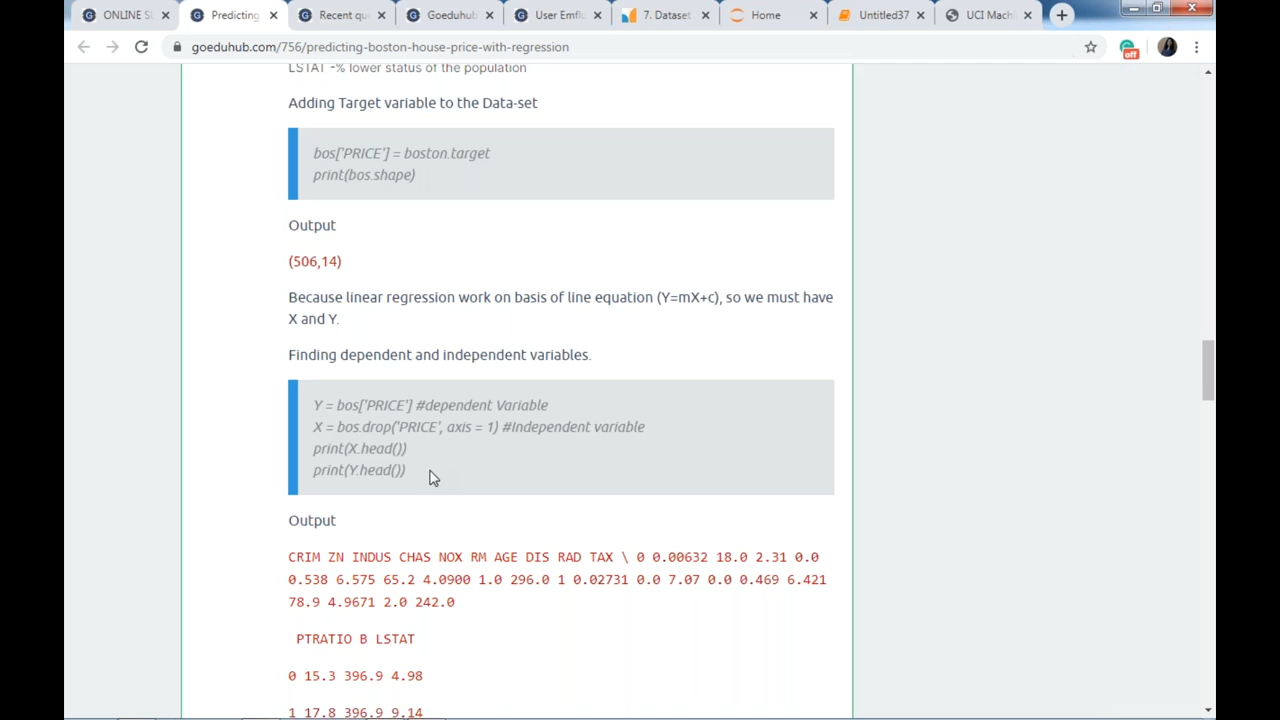 ONLINE SU
Predicting
Recent que
Goeduhub'
User Emflu
7. Dataset
Home
Untitled37
UCI Machi
goeduhub.com/756/predicting-boston-house-price-with-regression
off
LSTAT -% lower status of the population
Adding Target variable to the Data-set
bos['PRICE'] = boston.target
print(bos.shape)
Output
(506,14)
Because linear regression work on basis of line equation (Y=mX+c), so we must have
X and Y.
Finding dependent and independent variables.
Y = bos['PRICE'] #dependent Variable
X = bos.drop('PRICE', axis = 1) #Independent variable
print(X.head())
print(Y.head())
Output
CRIM ZN INDUS CHAS NOX RM AGE DIS RAD TAX \ 0 0.00632 18.0 2.31 0.0
0.538 6.575 65.2 4.0900 1.0 296.0 1 0.02731 0.0 7.07 0.0 0.469 6.421
78.9 4.9671 2.0 242.0
PTRATIO B LSTAT
0 15.3 396.9 4.98
1 17.8 396.9 9.14